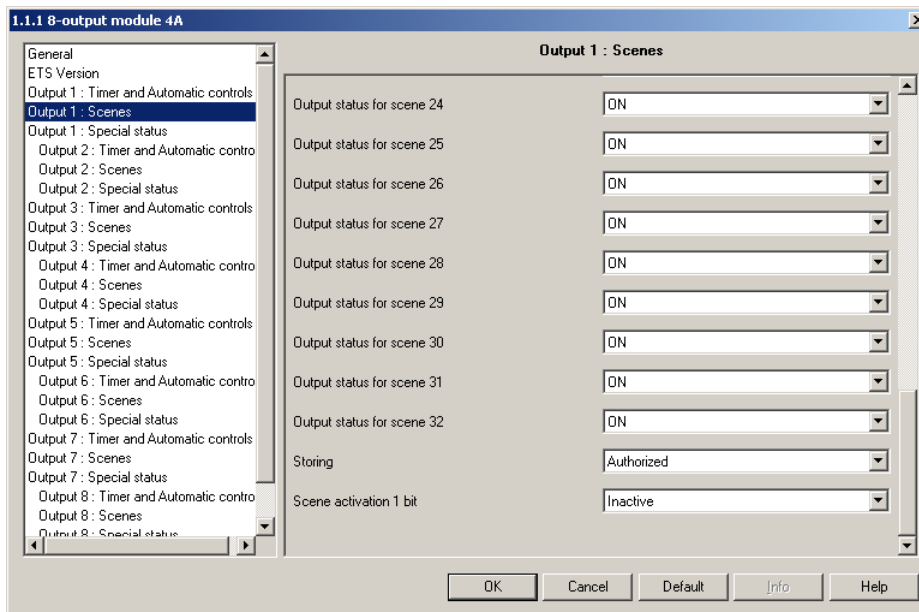 1.1.1 8-output module 4A
General
ETS Version
Output 1 : Timer and Automatic controls
Output 1 : Scenes
Output 1 : Special status
Output 2 : Timer and Automatic contro
Output 2 : Scenes
Output 2 : Special status
Output 3 : Timer and Automatic controls
Output 3 : Scenes
Output 3 : Special status
Output 4 : Timer and Automatic contro
Output 4 : Scenes
Output 4 : Special status
Output 5 : Timer and Automatic controls
Output 5 : Scenes
Output 5 : Special status
Output 6 : Timer and Automatic contro
Output 6 : Scenes
Output 6 : Special status
Output 7 : Timer and Automatic controls
Output 7 : Scenes
Output 7 : Special status
Output 8 : Timer and Automatic contro
Output 8 : Scenes
Output 8 : Special status
Output 1 : Scenes
Output status for scene 24 ON
Output status for scene 25 ON
Output status for scene 26 ON
Output status for scene 27 ON
Output status for scene 28 ON
Output status for scene 29 ON
Output status for scene 30 ON
Output status for scene 31 ON
Output status for scene 32 ON
Storing Authorized
Scene activation 1 bit Inactive
OK Cancel Default Info Help